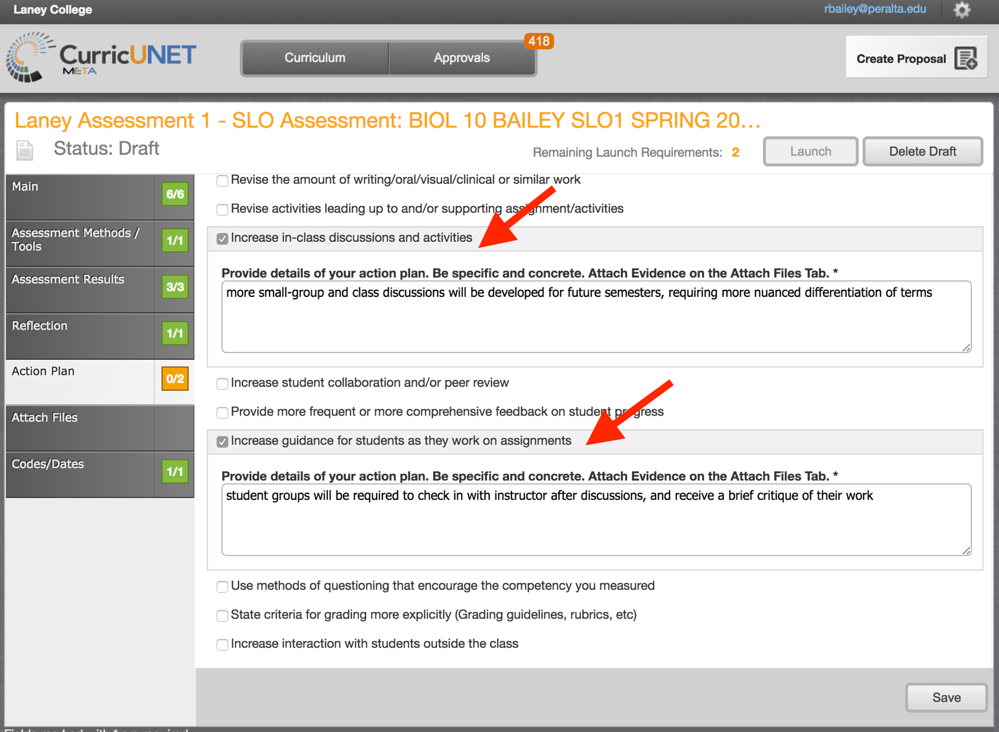 Laney College
rbailey@peralta.edu
CurricUNET
META
Curriculum
Approvals
418
Create Proposal
Laney Assessment 1 - SLO Assessment: BIOL 10 BAILEY SLO1 SPRING 20...
Status: Draft
Remaining Launch Requirements: 2
Launch
Delete Draft
Main
6/6
Assessment Methods /
Tools
1/1
Assessment Results
3/3
Reflection
1/1
Action Plan
0/2
Attach Files
Codes/Dates
1/1
Revise the amount of writing/oral/visual/clinical or similar work
Revise activities leading up to and/or supporting assignment/activities
Increase in-class discussions and activities
Provide details of your action plan. Be specific and concrete. Attach Evidence on the Attach Files Tab. *
more small-group and class discussions will be developed for future semesters, requiring more nuanced differentiation of terms
Increase student collaboration and/or peer review
Provide more frequent or more comprehensive feedback on student progress
Increase guidance for students as they work on assignments
Provide details of your action plan. Be specific and concrete. Attach Evidence on the Attach Files Tab. *
student groups will be required to check in with instructor after discussions, and receive a brief critique of their work
Use methods of questioning that encourage the competency you measured
State criteria for grading more explicitly (Grading guidelines, rubrics, etc)
Increase interaction with students outside the class
Save
Fields marked with * are required